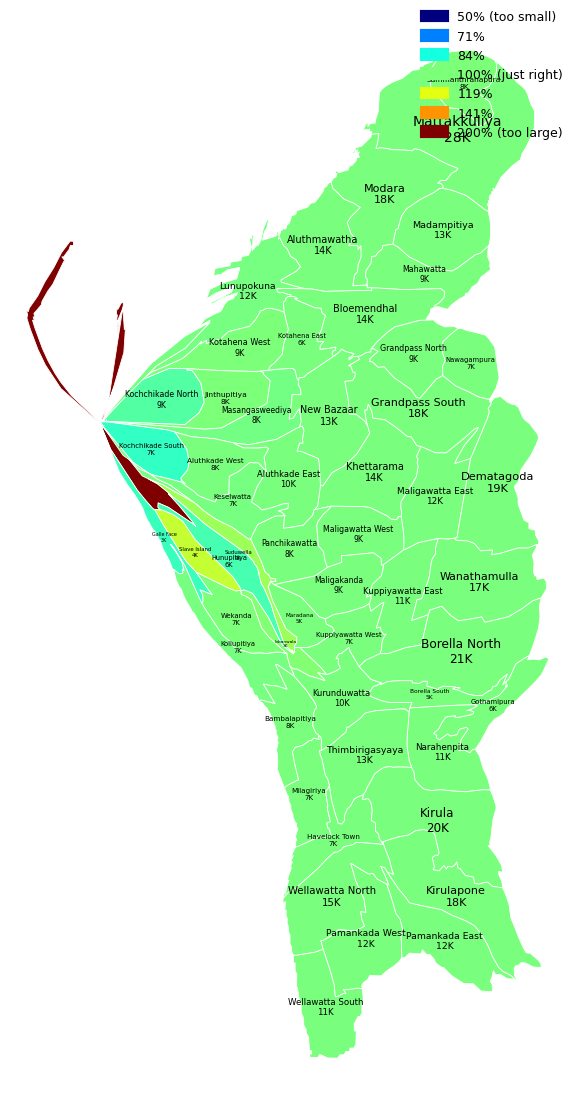 50% (too small)
71%
84%
100% (just right)
119%
141%
200% (too large)
Sammanthranapura
8K
Mattakkuliya
28K
Modara
18K
Madampitiya
13K
Aluthmawatha
14K
Mahawatta
9K
Lunupokuna
12K
Bloemendhal
14K
Kotahena East
6K
Kotahena West
9K
Grandpass North
9K
Nawagampura
7K
Kochchikade North
9K
Jinthupitiya
8K
Masangasweediya
8K
New Bazaar
13K
Grandpass South
18K
Kochchikade South
7K
Aluthkade West
8K
Aluthkade East
10K
Khettarama
14K
Dematagoda
19K
Maligawatta East
12K
Keselwatta
7K
Galle Face
5K
Slave Island
4K
Suduwella
Hunupitiya
6K
Panchikawatta
8K
Maligawatta West
9K
Maligakanda
9K
Kuppiyawatta East
11K
Wanathamulla
17K
Wekanda
7K
Maradana
5K
Kuppiyawatta West
7K
Kollupitiya
7K
Borella North
21K
Kurunduwatta
10K
Borella South
5K
Gothamipura
6K
Bambalapitiya
8K
Thimbirigasyaya
13K
Narahenpita
11K
Milagiriya
7K
Kirula
20K
Havelock Town
7K
Wellawatta North
15K
Kirulapone
18K
Pamankada West
12K
Pamankada East
12K
Wellawatta South
11K